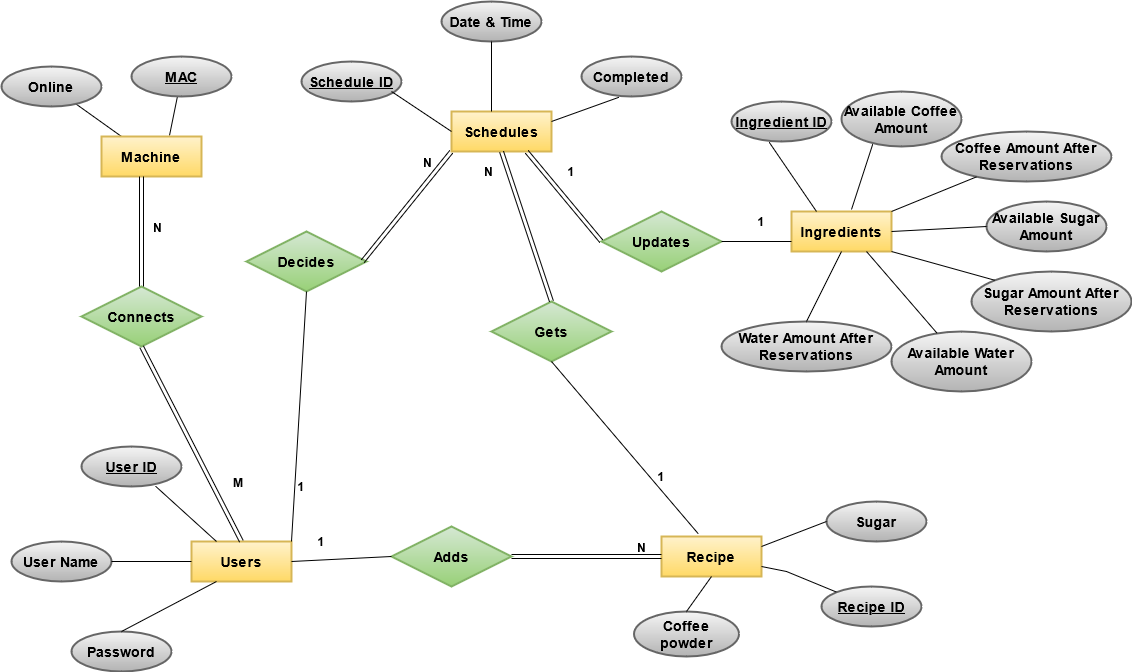 Date & Time
Online
MAC
Schedule ID
Completed
Machine
Schedules
Ingredient ID
Available Coffee
Amount
Coffee Amount After
Reservations
N
N
1
N
Decides
Updates
1
Ingredients
Available Sugar
Amount
Connects
Gets
Sugar Amount After
Reservations
Water Amount After
Reservations
Available Water
Amount
User ID
M
1
1
User Name
Users
1
Adds
N
Recipe
Sugar
Recipe ID
Password
Coffee
powder